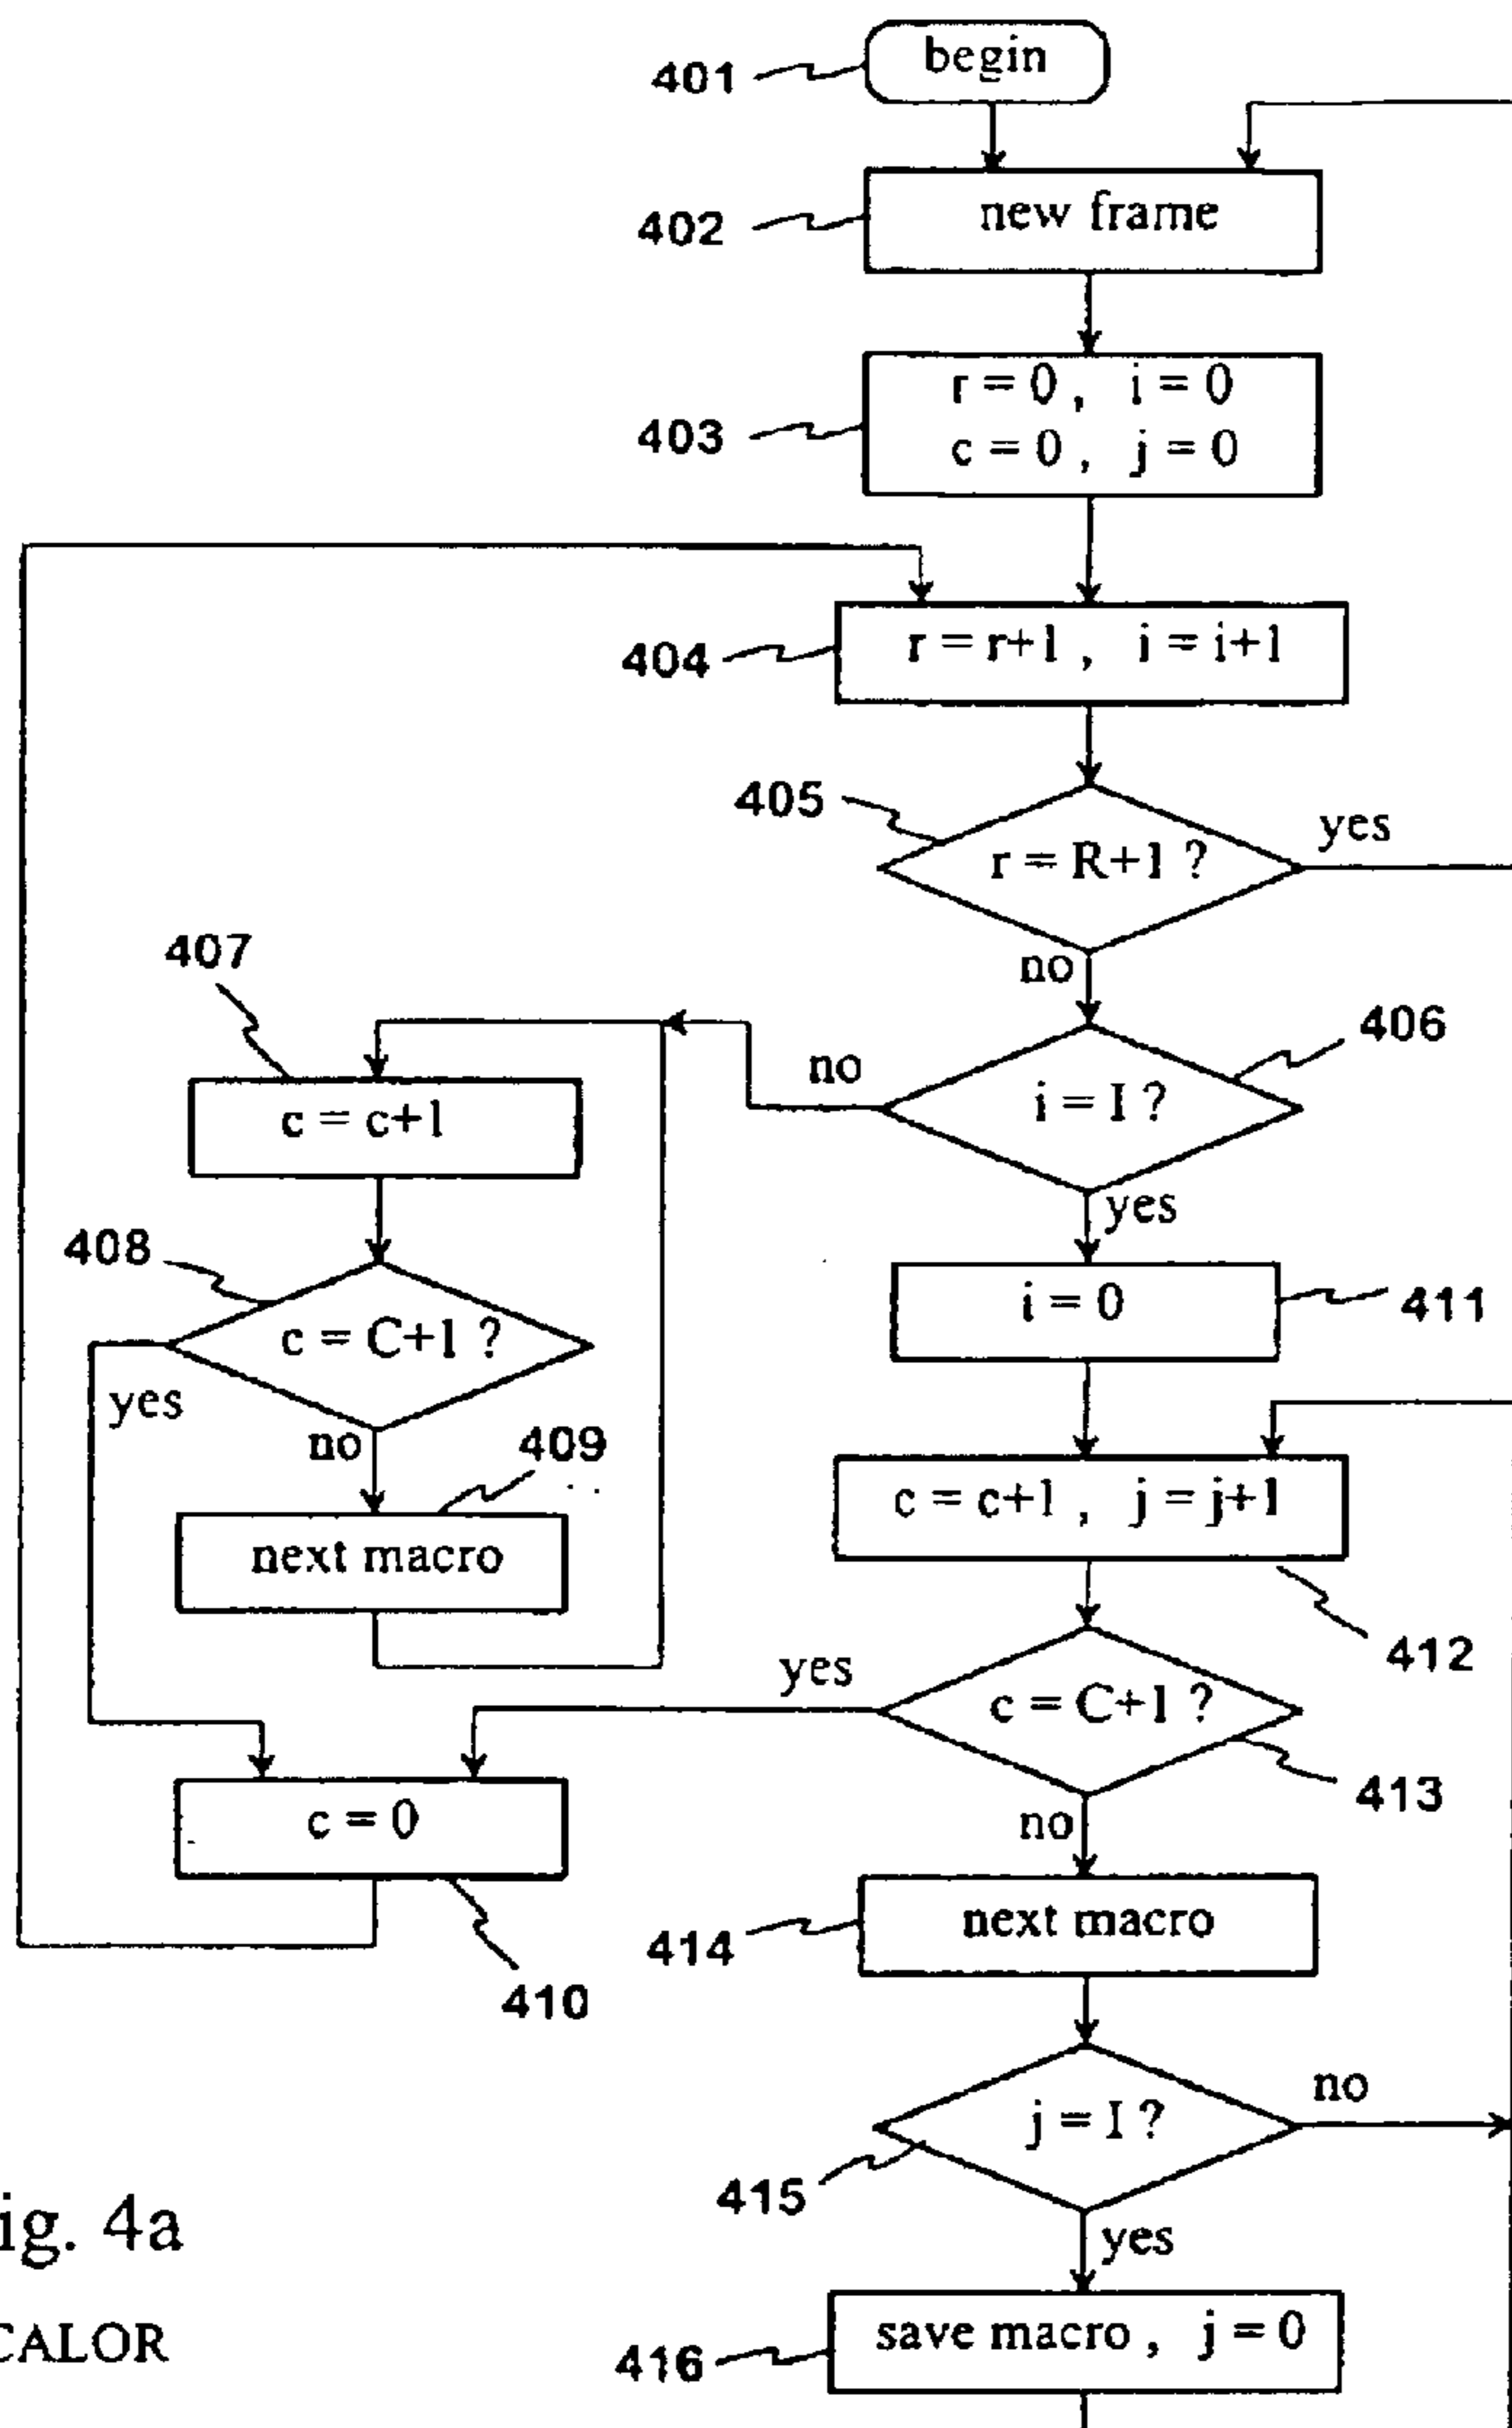 begin
401
new frame
402
r = 0 , i = 0
c = 0 , j = 0
403
r = r+1 , i = i+1
404
405
r = R+1 ?
yes
no
406
i = I ?
no
yes
407
c = c+1
408
c = C+1 ?
yes
no
409
next macro
i = 0
411
c = c+1 , j = j+1
412
c = C+1 ?
yes
413
no
c = 0
410
next macro
414
j = I ?
no
415
yes
save macro , j = 0
416
ig. 4a
CALOR